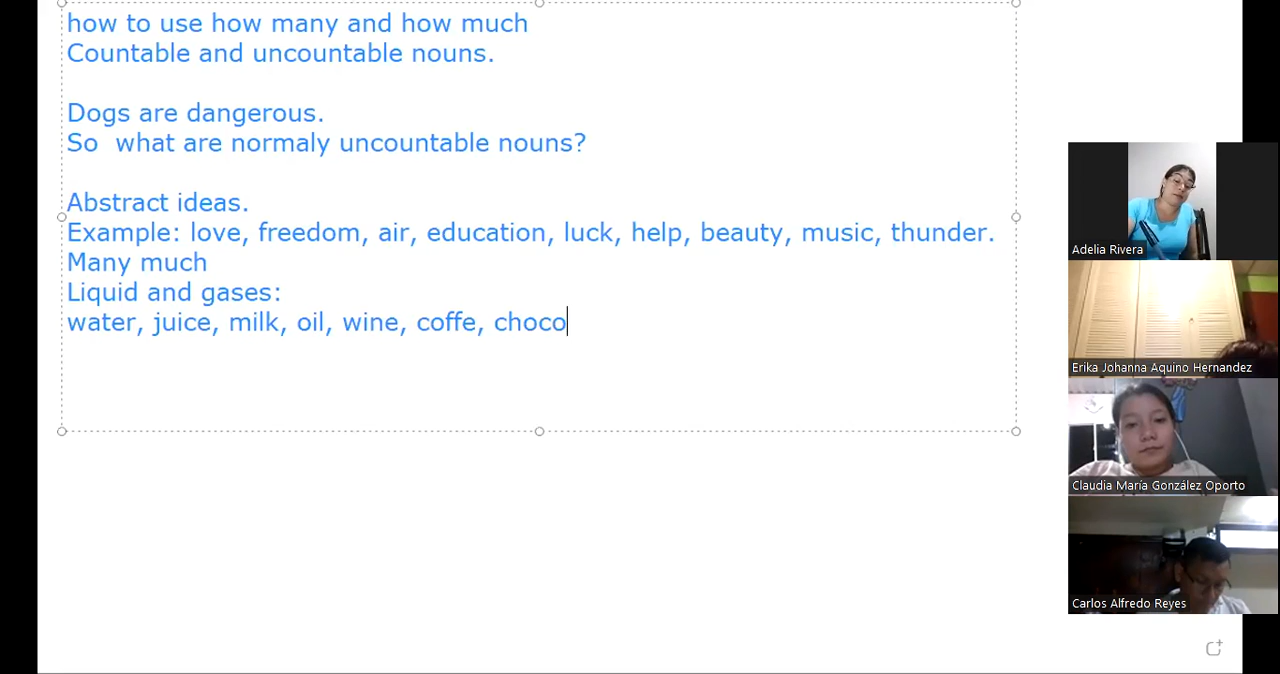 how to use how many and how much
Countable and uncountable nouns.
Dogs are dangerous.
So  what are normaly uncountable nouns?
Abstract ideas.
Example: love, freedom, air, education, luck, help, beauty, music, thunder.
Many much
Liquid and gases:
water, juice, milk, oil, wine, coffe, choco
Adelia Rivera
Erika Johanna Aquino Hernandez
Claudia María González Oporto
Carlos Alfredo Reyes